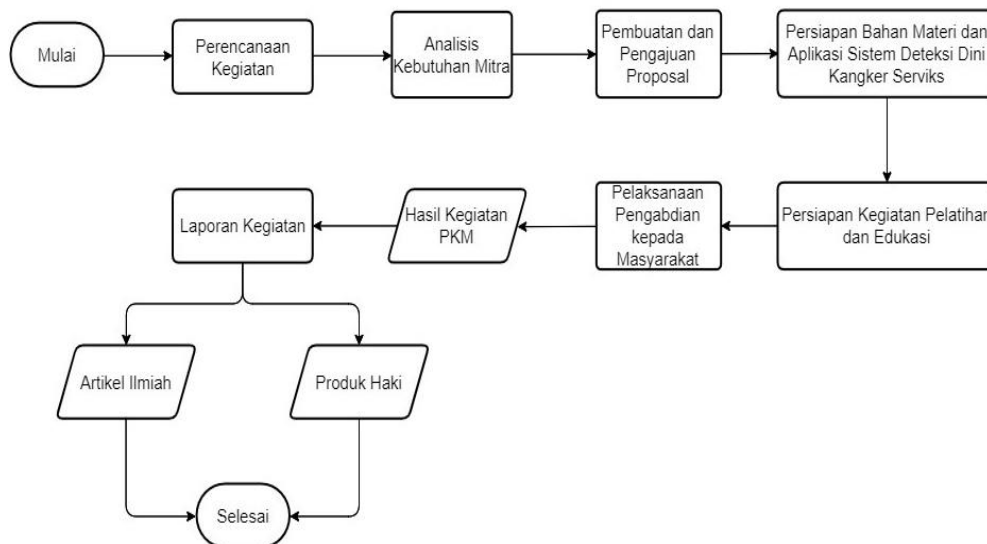 Mulai
Perencanaan
Kegiatan
Analisis
Kebutuhan Mitra
Pembuatan dan
Pengajuan
Proposal
Persiapan Bahan Materi dan
Aplikasi Sistem Deteksi Dini
Kangker Serviks
Persiapan Kegiatan Pelatihan
dan Edukasi
Pelaksanaan
Pengabdian
kepada
Masyarakat
Hasil Kegiatan
PKM
Laporan Kegiatan
Artikel Ilmiah
Produk Haki
Selesai